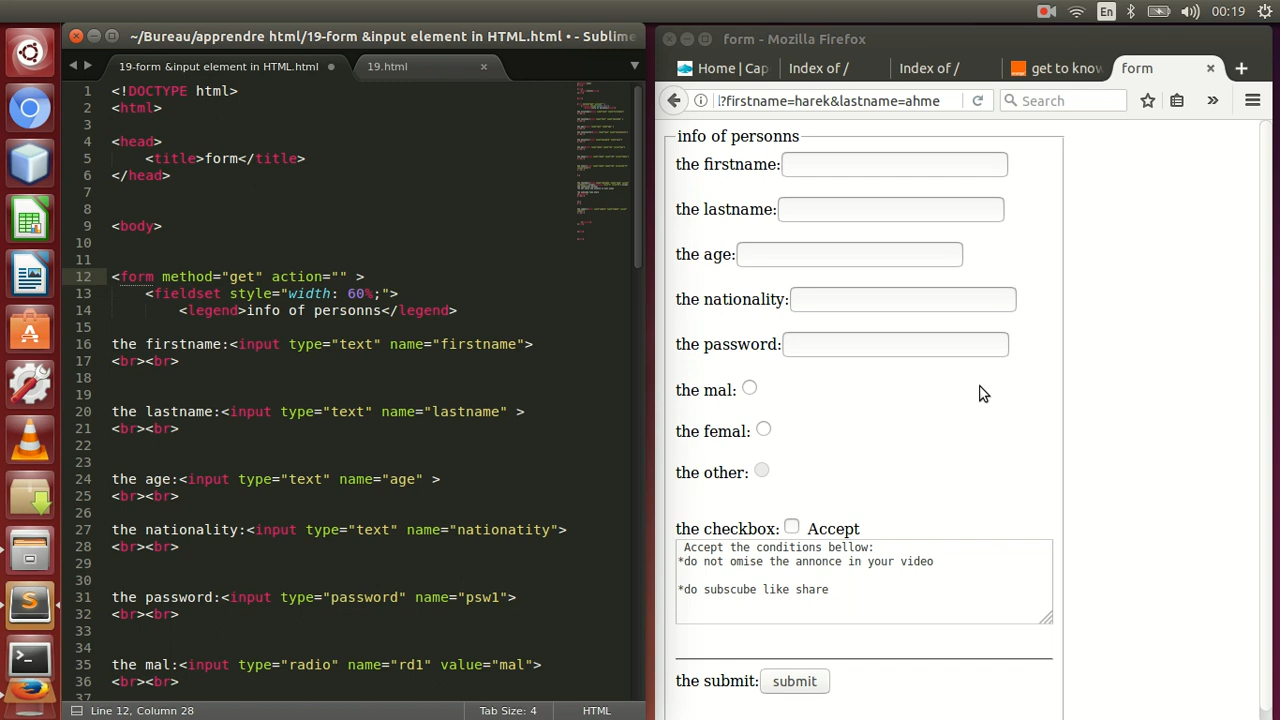 En
00:19
~/Bureau/apprendre html/19-form &input element in HTML.html • - Sublime
19-form &input element in HTML.html
19.html
1 <!DOCTYPE html>
2 <html>
3
4 <head>
5 <title>form</title>
6 </head>
7
8
9 <body>
10
11
12 <form method="get" action="" >
13 <fieldset style="width: 60%;">
14 <legend>info of personns</legend>
15
16 the firstname:<input type="text" name="firstname">
17 <br><br>
18
19
20 the lastname:<input type="text" name="lastname" >
21 <br><br>
22
23
24 the age:<input type="text" name="age" >
25 <br><br>
26
27 the nationality:<input type="text" name="nationatity">
28 <br><br>
29
30
31 the password:<input type="password" name="psw1">
32 <br><br>
33
34
35 the mal:<input type="radio" name="rd1" value="mal">
36 <br><br>
37
Line 12, Column 28
Tab Size: 4
HTML
form - Mozilla Firefox
Home | Cap
Index of /
Index of /
get to know
form
l?firstname=harek&lastname=ahme
Search
info of personns
the firstname:
the lastname:
the age:
the nationality:
the password:
the mal:
the femal:
the other:
the checkbox: Accept
Accept the conditions bellow:
*do not omise the annonce in your video
*do subscube like share
the submit: submit